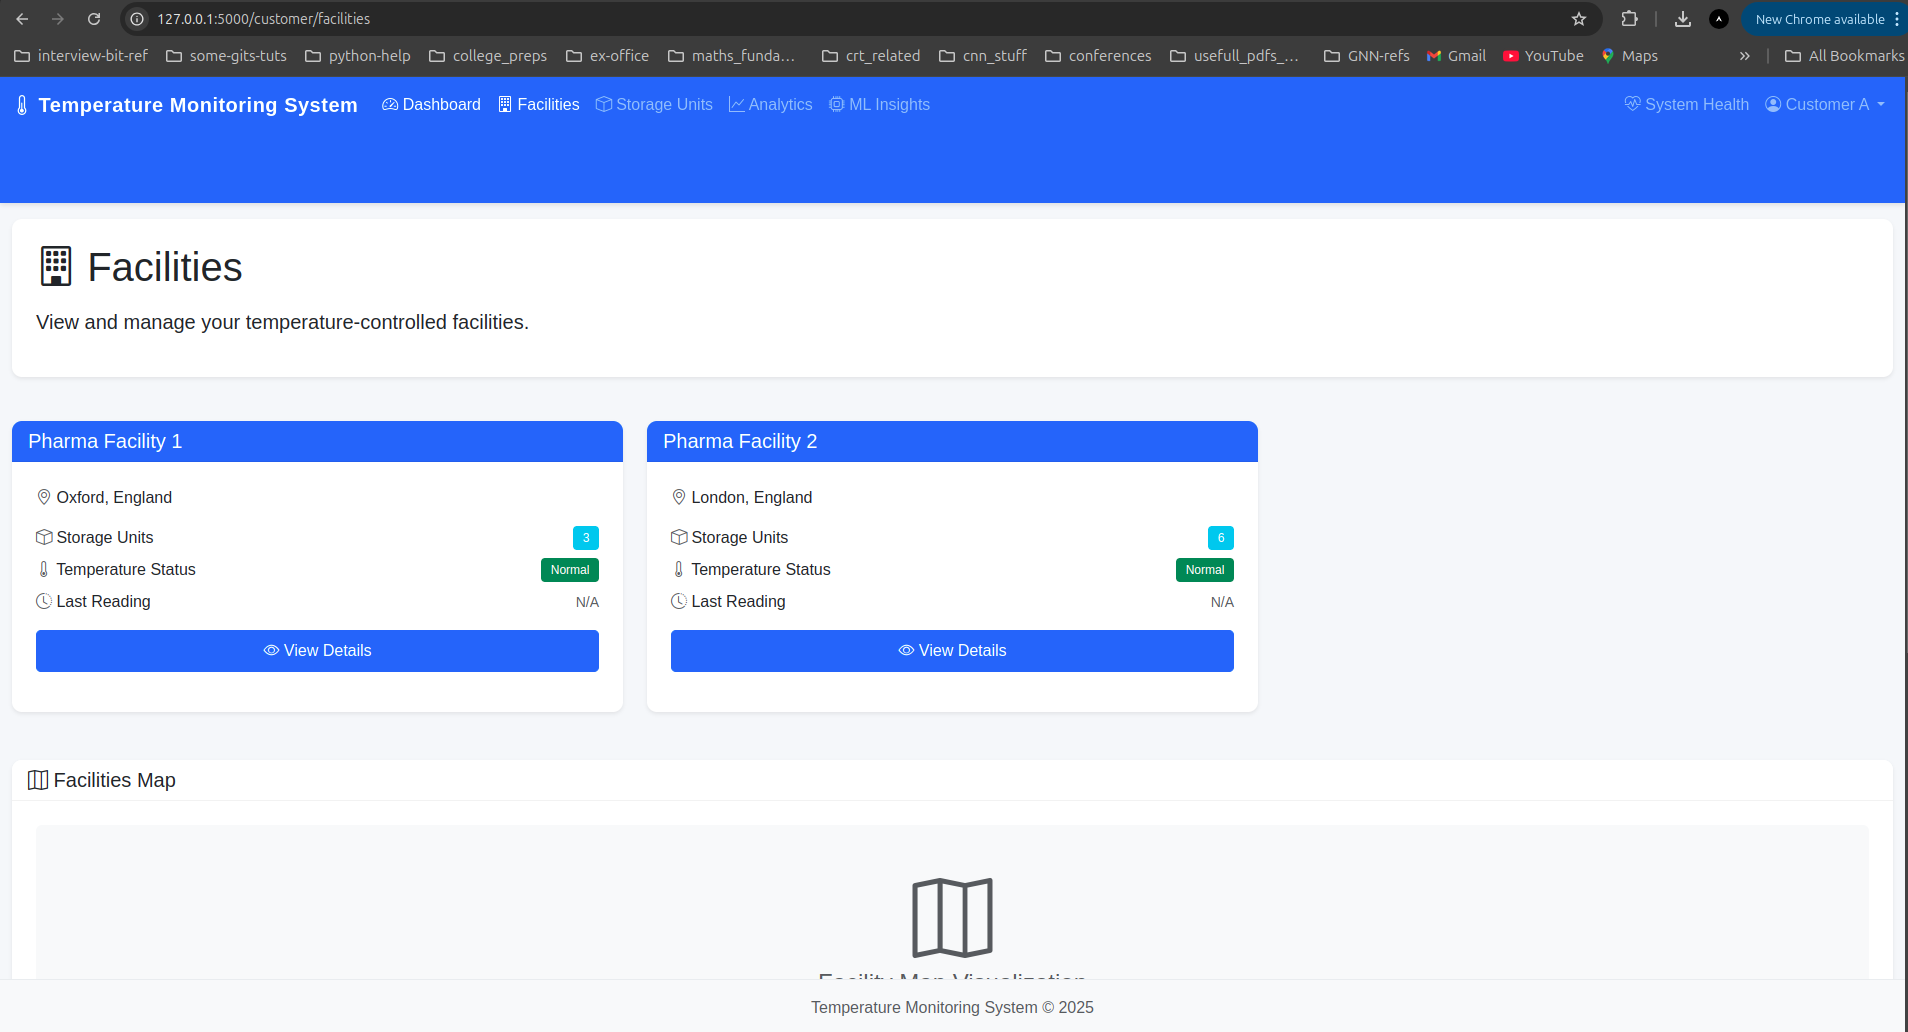 127.0.0.1:5000/customer/facilities
New Chrome available
interview-bit-ref some-gits-tuts python-help college_preps ex-office maths_funda... crt_related cnn_stuff conferences usefull_pdfs_... GNN-refs Gmail YouTube Maps » All Bookmarks
Temperature Monitoring System Dashboard Facilities Storage Units Analytics ML Insights System Health Customer A
Facilities
View and manage your temperature-controlled facilities.
Pharma Facility 1
Oxford, England
Storage Units 3
Temperature Status Normal
Last Reading N/A
View Details
Pharma Facility 2
London, England
Storage Units 6
Temperature Status Normal
Last Reading N/A
View Details
Facilities Map
Facility Map Visualization
Temperature Monitoring System © 2025